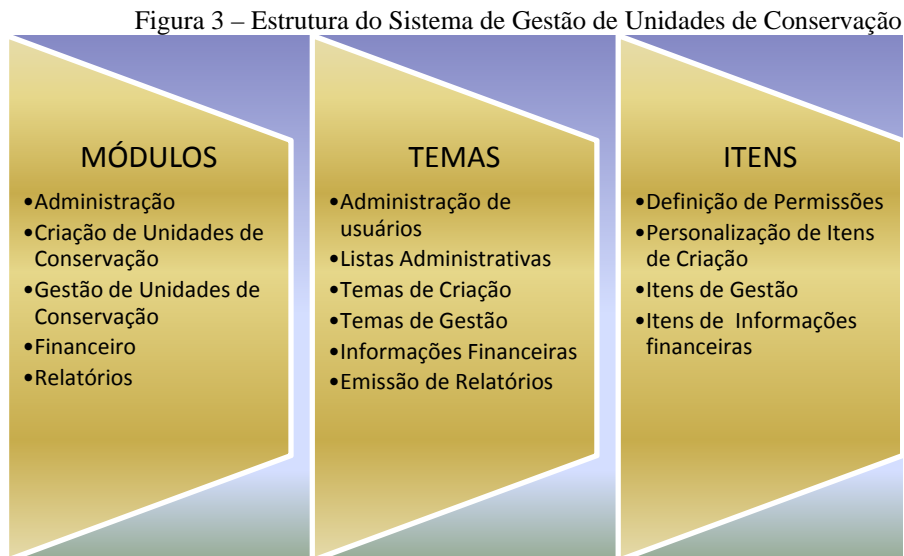 Figura 3 – Estrutura do Sistema de Gestão de Unidades de Conservação
MÓDULOS
•Administração
•Criação de Unidades de
Conservação
•Gestão de Unidades de
Conservação
•Financeiro
•Relatórios
TEMAS
•Administração de
usuários
•Listas Administrativas
•Temas de Criação
•Temas de Gestão
•Informações Financeiras
•Emissão de Relatórios
ITENS
•Definição de Permissões
•Personalização de Itens
de Criação
•Itens de Gestão
•Itens de Informações
financeiras